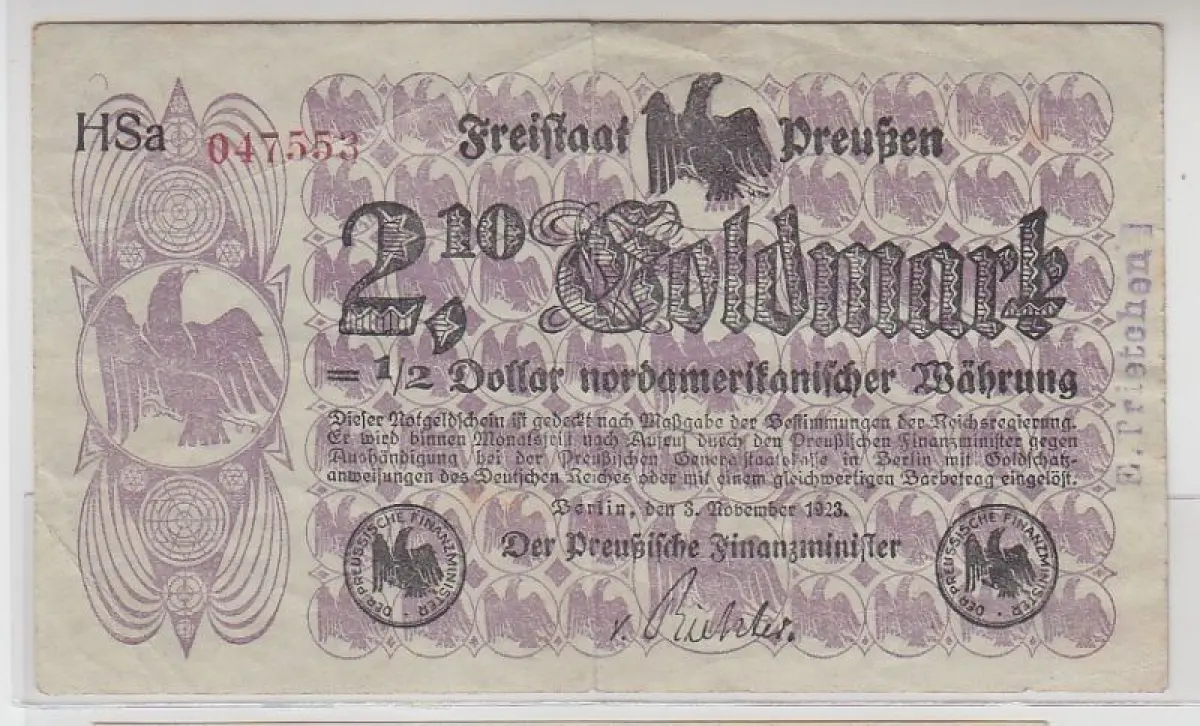 HSa 047553
Freistaat Preußen
2,10 Goldmark
= 1/2 Dollar nordamerikanischer Währung
Dieser Notgeldschein ist gedeckt nach Maßgabe der Bestimmungen der Reichsregierung.
Er wird binnen Monatsfrist nach Aufruf durch den Preußischen Finanzminister gegen
Aushändigung bei der Preußischen Generalstaatskasse in Berlin mit Goldschatz-
anweisungen des Deutschen Reiches oder mit einem gleichwertigen Barbetrag eingelöst.
Berlin, den 3. November 1923.
Der Preußische Finanzminister
DER PREUSSISCHE FINANZMINISTER
DER PREUSSISCHE FINANZMINISTER
v. Richter.